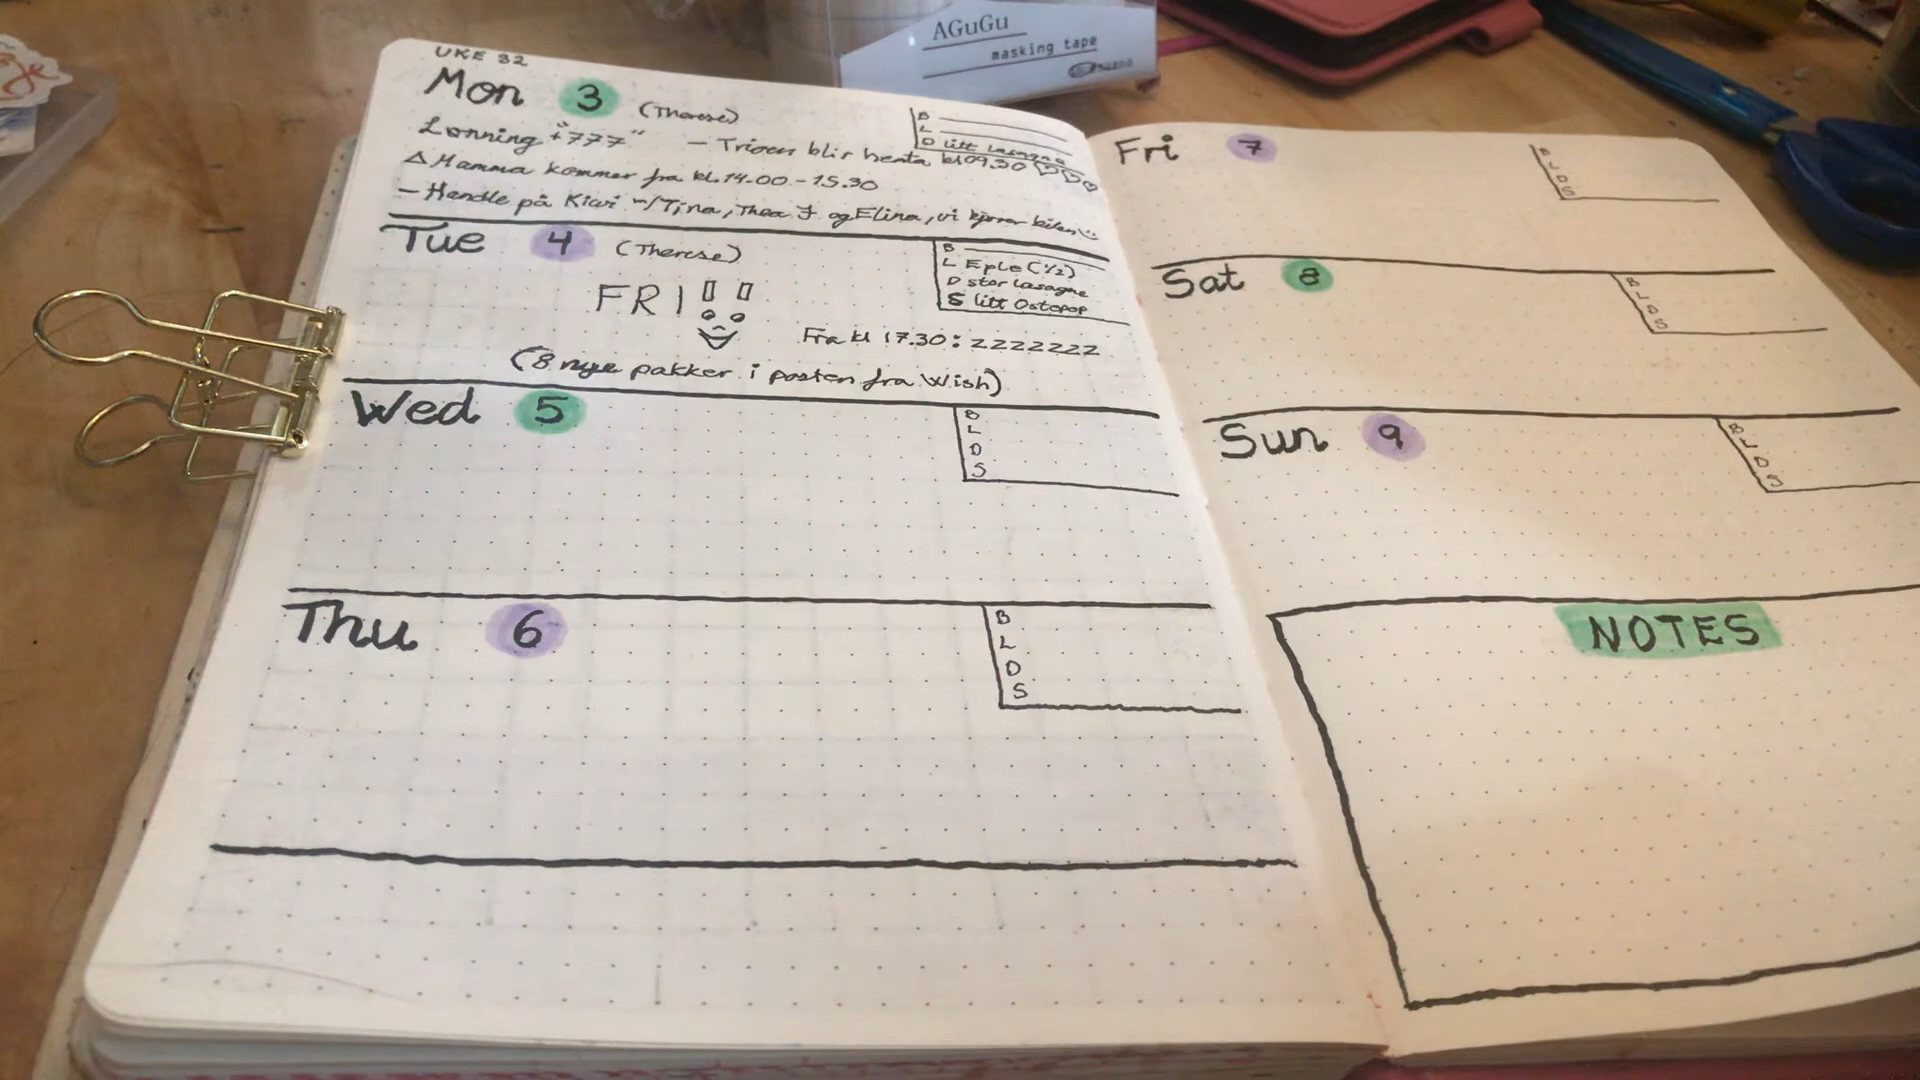 AGuGu
masking tape
UKE 32
Mon 3 (Therese)
B
L
D litt lasagne
Lønning "+777" - Trioen blir henta kl 09.30
Δ Mamma kommer fra kl. 14.00 - 15.30
- Handle på Kiwi m/Tina, Thea J og Elina, vi kjører bilen
Tue 4 (Therese)
B
L Eple (1/2)
D stor lasagne
S litt Ostepop
FRI!!
Fra kl 17.30: ZZZZZZZ
(8 nye pakker i posten fra Wish)
Wed 5
B
L
D
S
Thu 6
B
L
D
S
Fri 7
B
L
D
S
Sat 8
B
L
D
S
Sun 9
B
L
D
S
NOTES